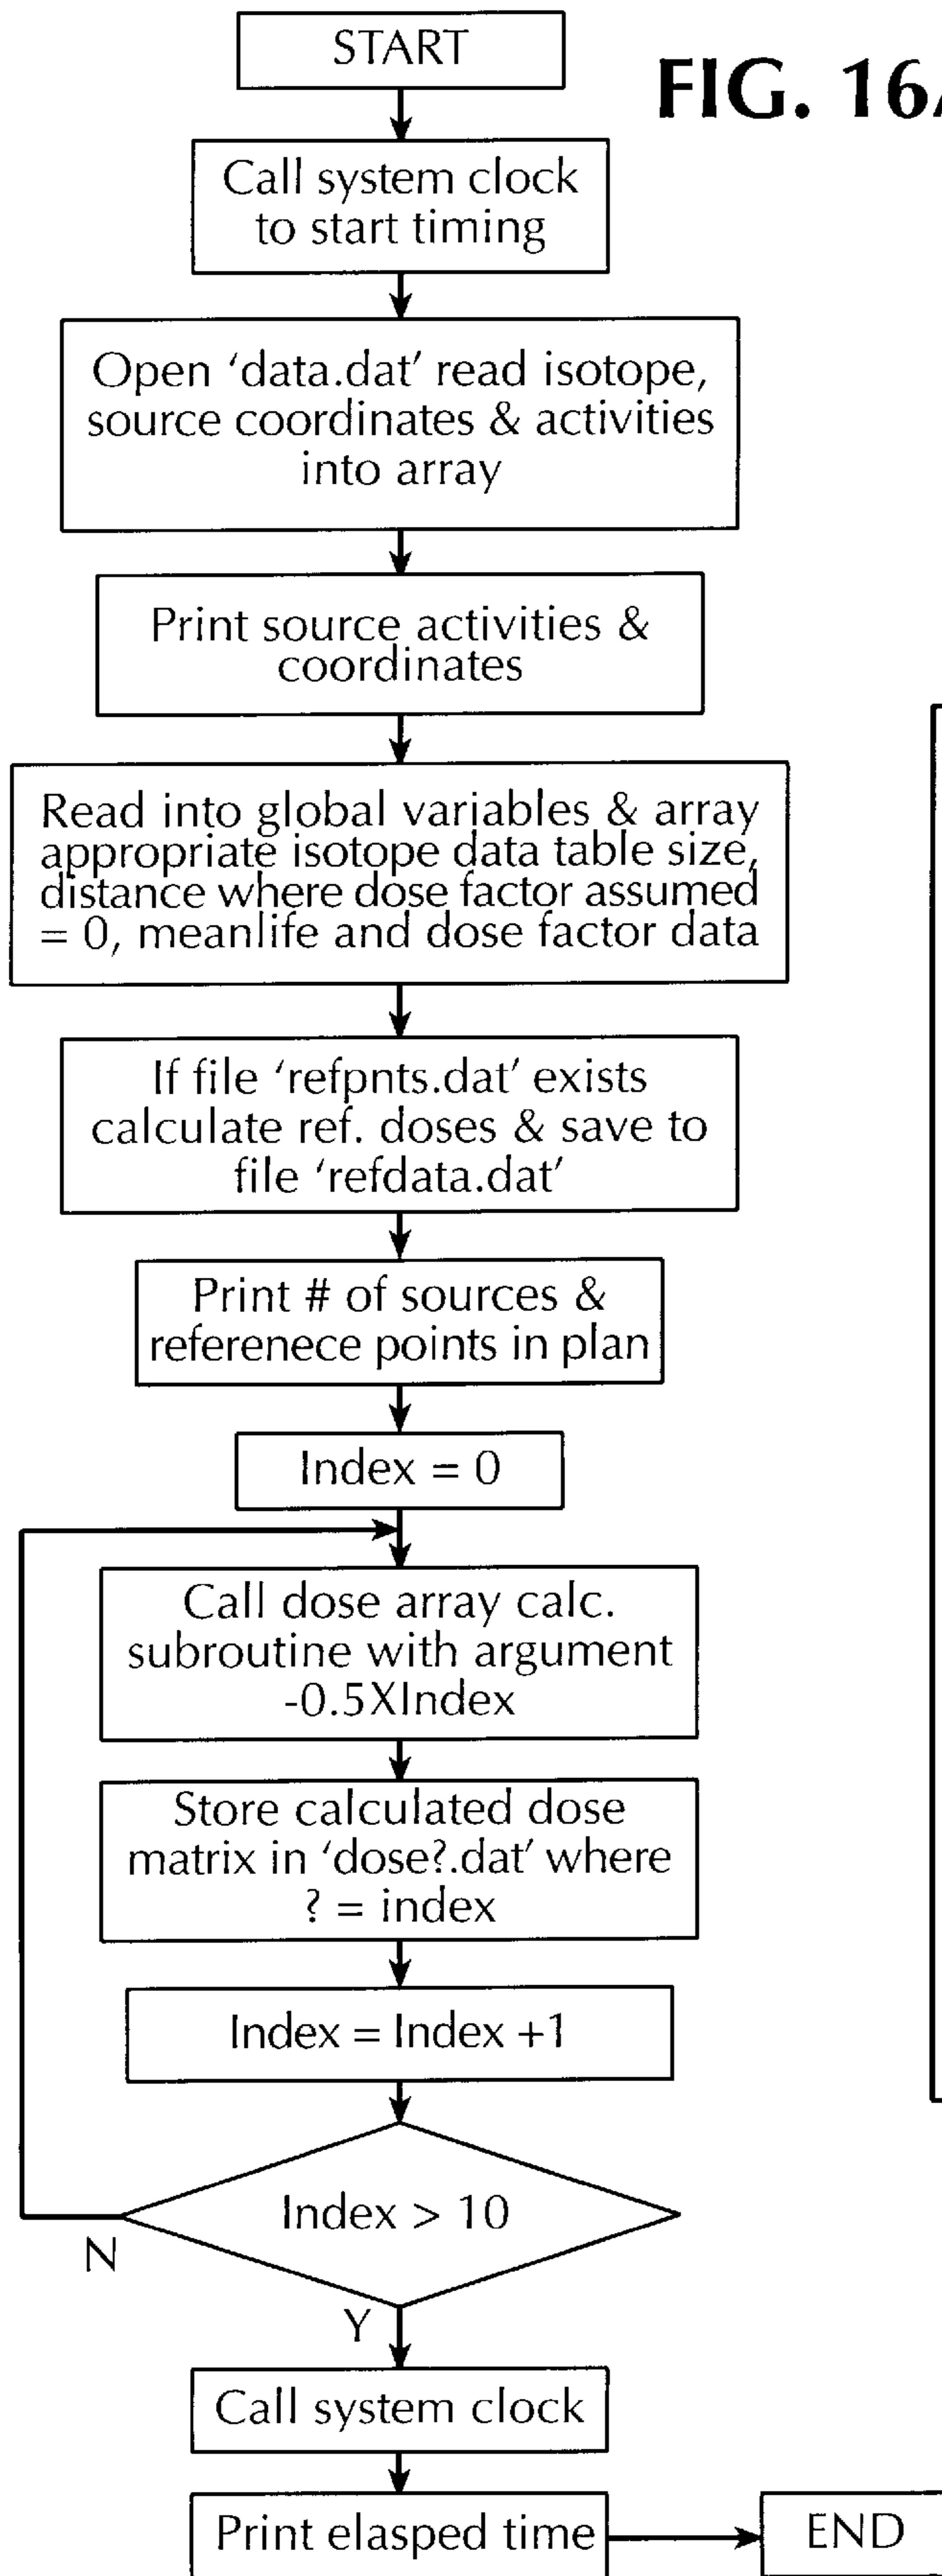 START
FIG. 16A
Call system clock
to start timing
Open ‘data.dat’ read isotope,
source coordinates & activities
into array
Print source activities &
coordinates
Read into global variables & array
appropriate isotope data table size,
distance where dose factor assumed
= 0, meanlife and dose factor data
If file ‘refpnts.dat’ exists
calculate ref. doses & save to
file ‘refdata.dat’
Print # of sources &
referenece points in plan
Index = 0
Call dose array calc.
subroutine with argument
-0.5XIndex
Store calculated dose
matrix in ‘dose?.dat’ where
? = index
Index = Index +1
Index > 10
N
Y
Call system clock
Print elasped time
END